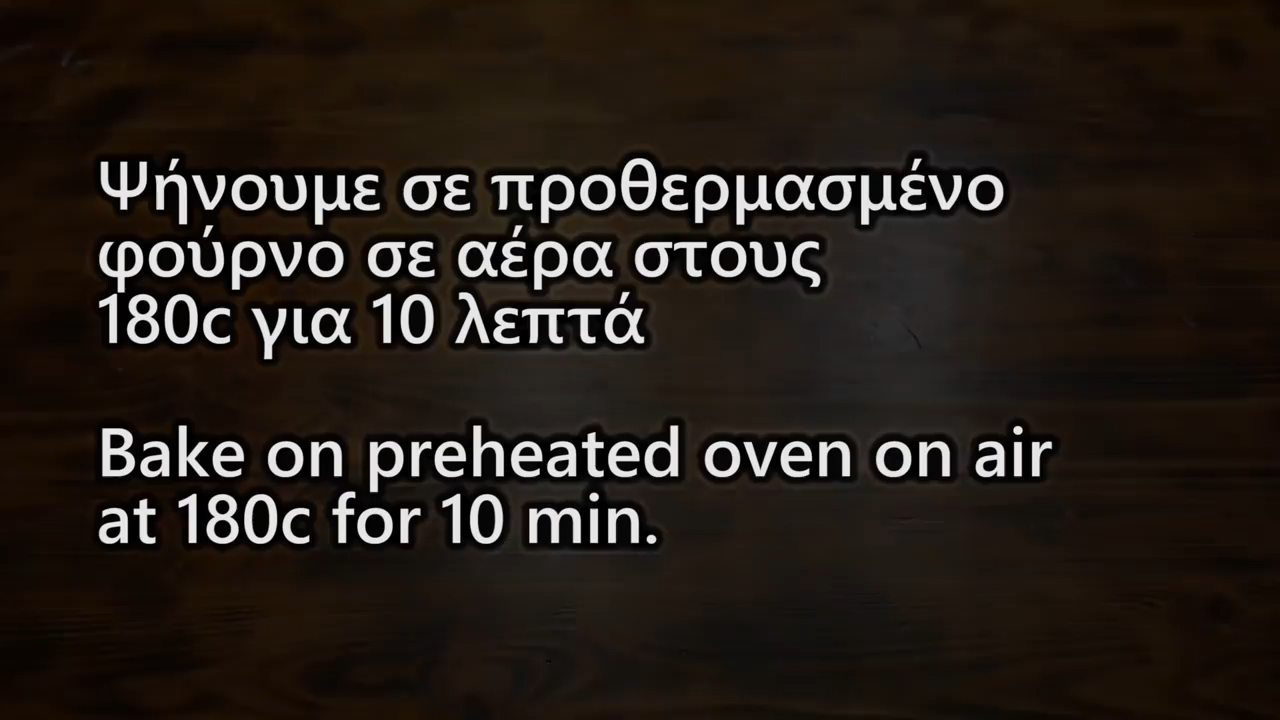 Ψήνουμε σε προθερμασμένο
φούρνο σε αέρα στους
180c για 10 λεπτά
Bake on preheated oven on air
at 180c for 10 min.